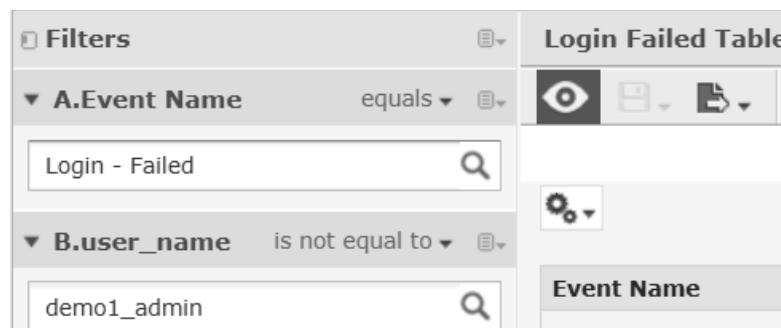 Filters
A.Event Name equals
Login - Failed
B.user_name is not equal to
demo1_admin
Login Failed Table
Event Name